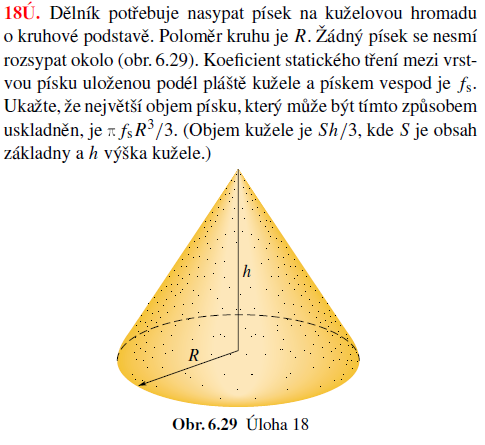 18Ú. Dělník potřebuje nasypat písek na kuželovou hromadu
o kruhové podstavě. Poloměr kruhu je R. Žádný písek se nesmí
rozsypat okolo (obr. 6.29). Koeficient statického tření mezi vrst-
vou písku uloženou podél pláště kužele a pískem vespod je fs.
Ukažte, že největší objem písku, který může být tímto způsobem
uskladněn, je π fsR³/3. (Objem kužele je Sh/3, kde S je obsah
základny a h výška kužele.)
h
R
Obr. 6.29 Úloha 18